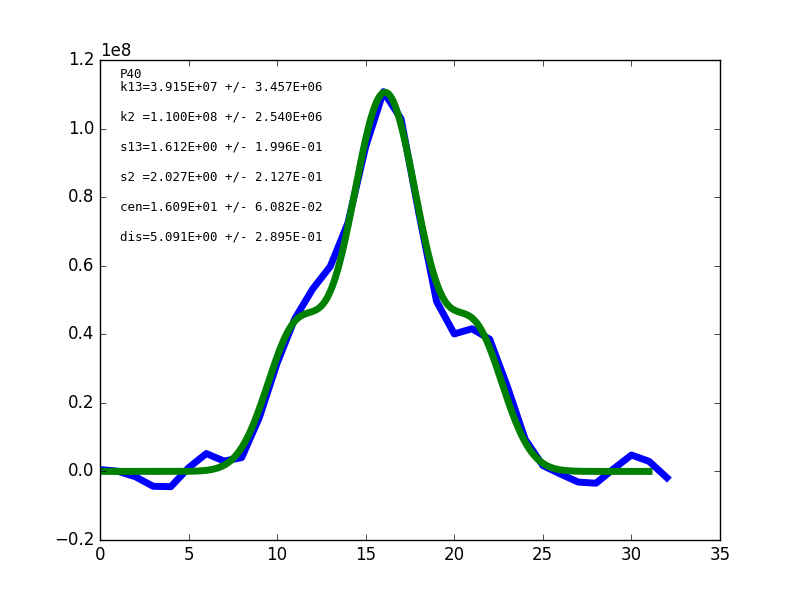 1e8
1.2
P40
k13=3.915E+07 +/- 3.457E+06
k2 =1.100E+08 +/- 2.540E+06
1.0
s13=1.612E+00 +/- 1.996E-01
s2 =2.027E+00 +/- 2.127E-01
0.8
cen=1.609E+01 +/- 6.082E-02
dis=5.091E+00 +/- 2.895E-01
0.6
0.4
0.2
0.0
−0.2
0 5 10 15 20 25 30 35